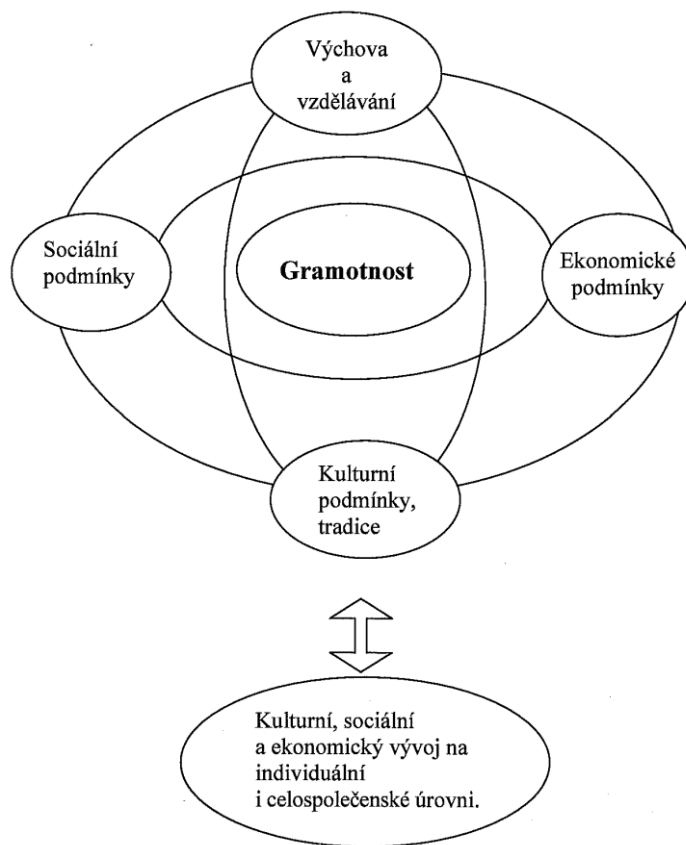 Výchova
a
vzdělávání
Sociální
podmínky
Gramotnost
Ekonomické
podmínky
Kulturní
podmínky,
tradice
Kulturní, sociální
a ekonomický vývoj na
individuální
i celospolečenské úrovni.